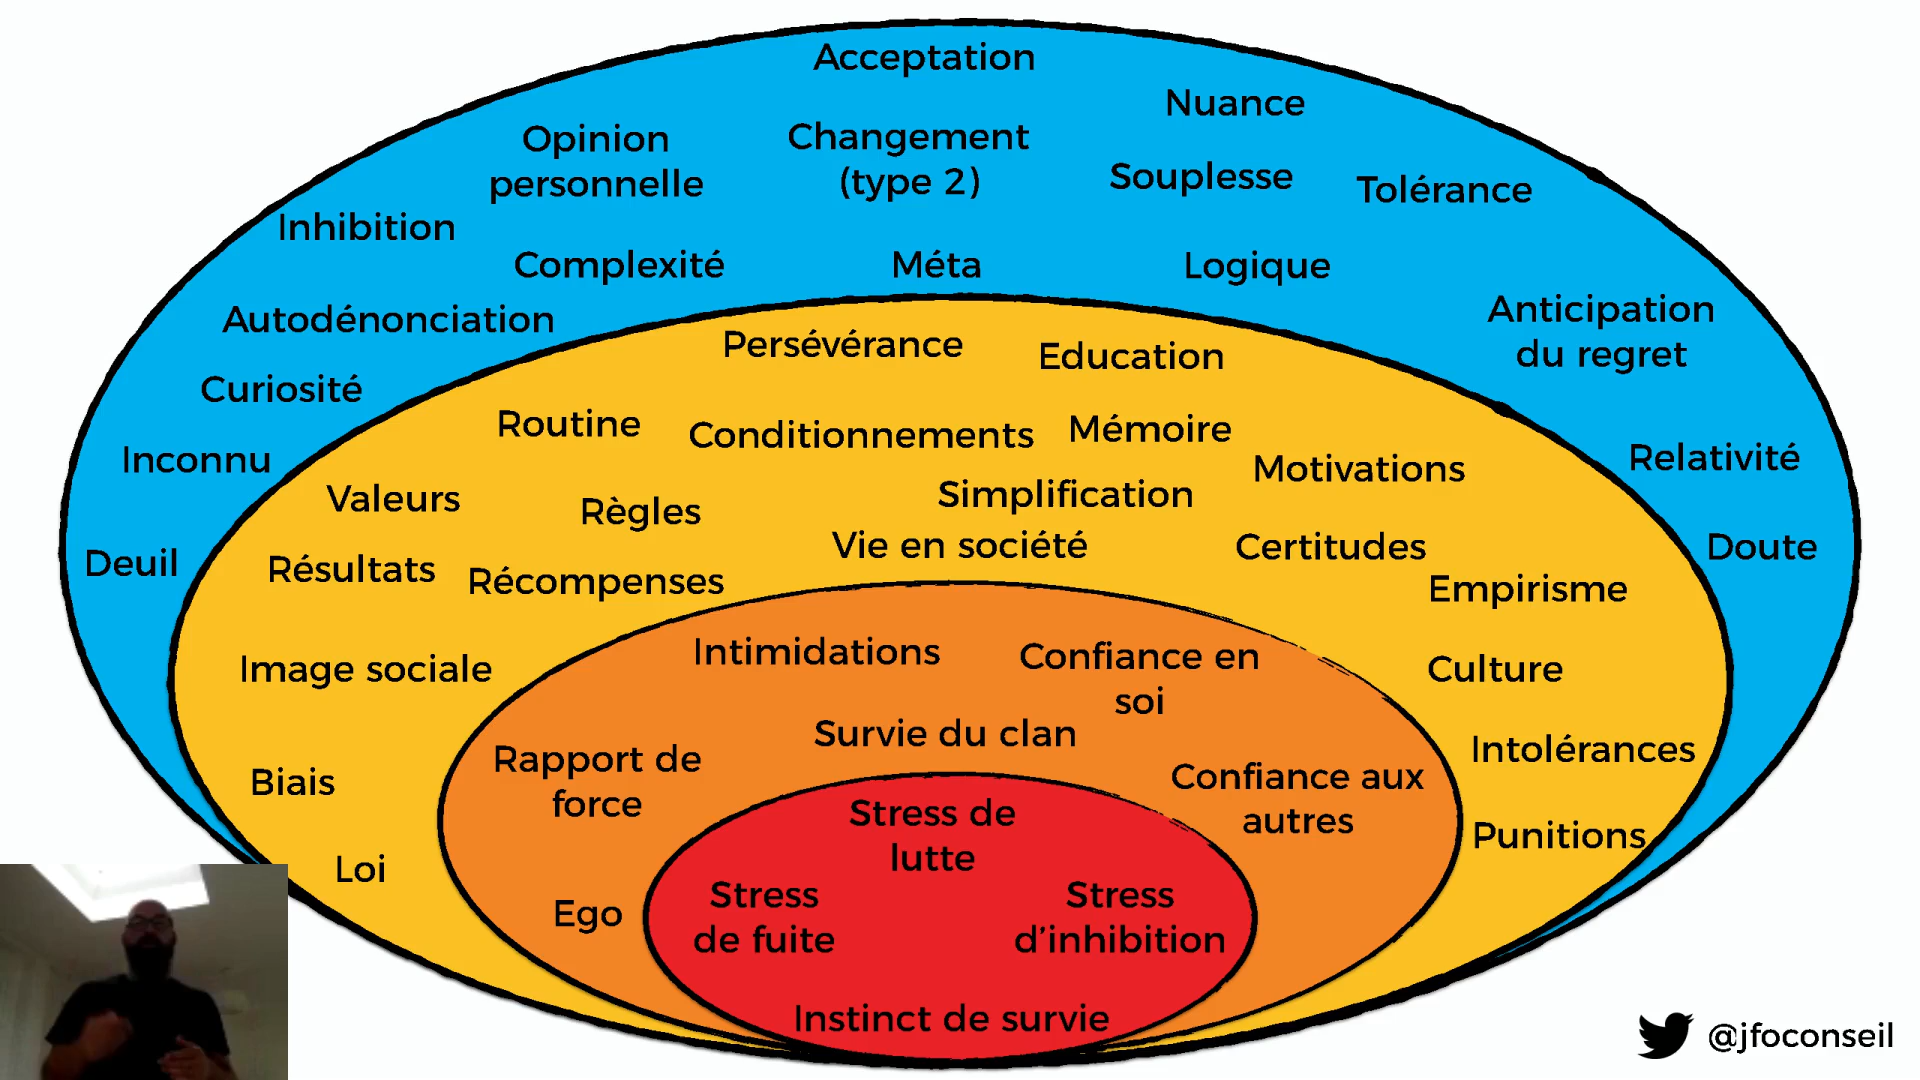 Acceptation
Nuance
Opinion
personnelle
Changement
(type 2)
Souplesse
Tolérance
Inhibition
Complexité
Méta
Logique
Autodénonciation
Anticipation
du regret
Curiosité
Inconnu
Relativité
Deuil
Doute
Persévérance
Education
Routine
Conditionnements
Mémoire
Motivations
Valeurs
Règles
Simplification
Vie en société
Certitudes
Résultats
Récompenses
Empirisme
Image sociale
Culture
Intolérances
Biais
Punitions
Loi
Intimidations
Confiance en
soi
Survie du clan
Rapport de
force
Confiance aux
autres
Ego
Stress de
lutte
Stress
de fuite
Stress
d'inhibition
Instinct de survie
@jfoconseil